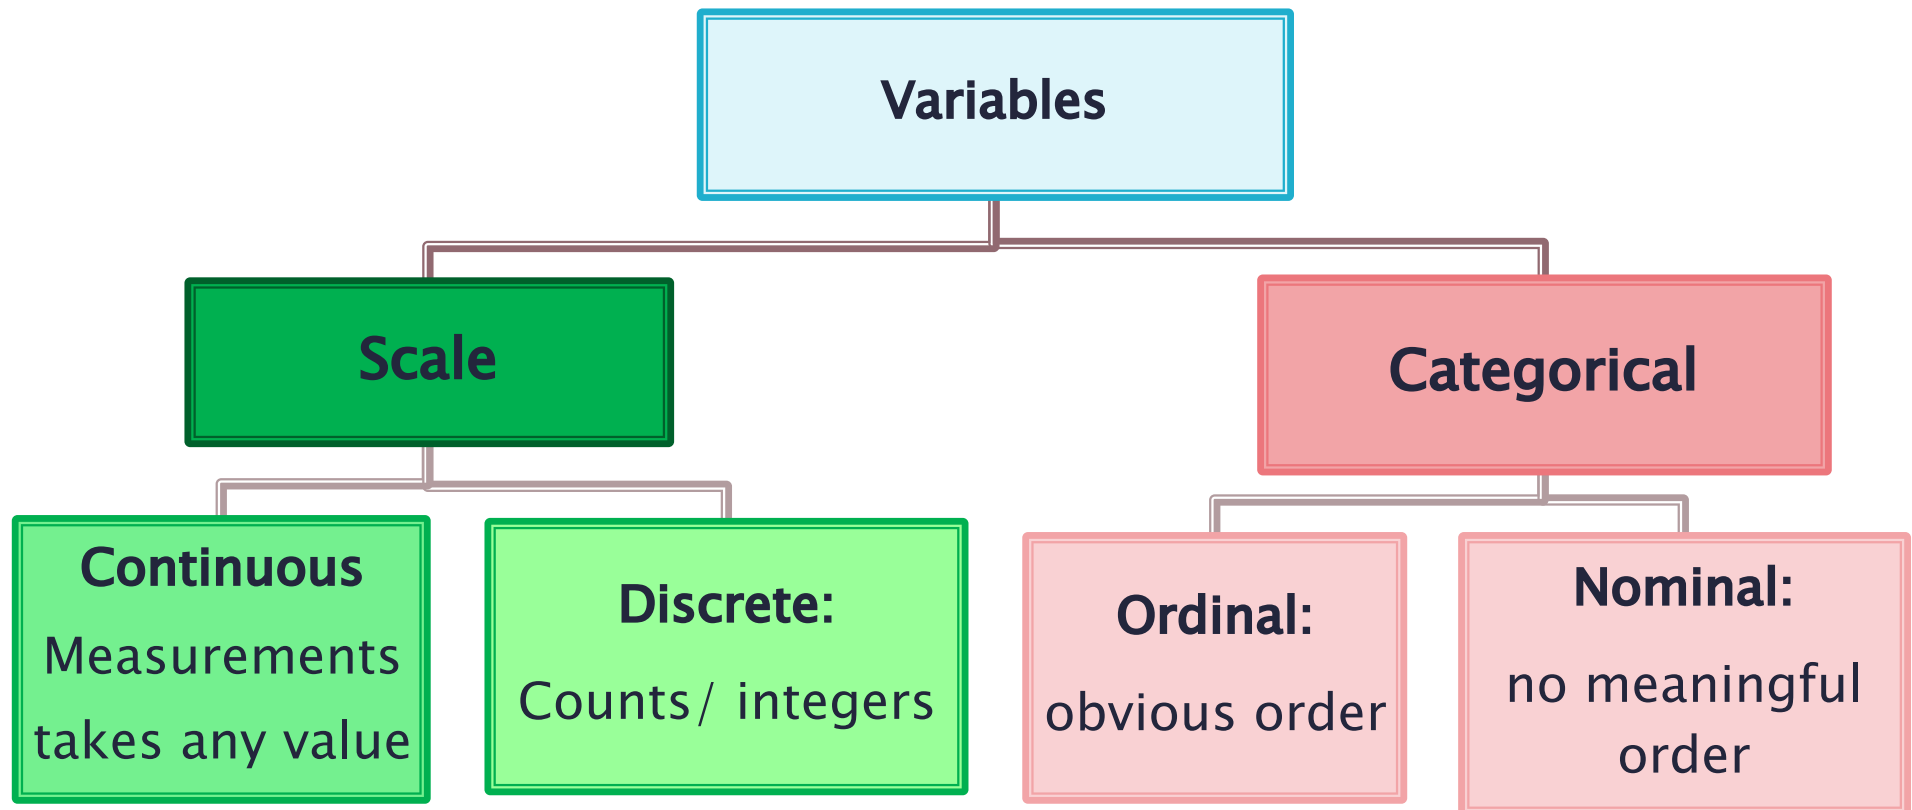 Variables
Scale
Categorical
Continuous
Measurements
takes any value
Discrete:
Counts/ integers
Ordinal:
obvious order
Nominal:
no meaningful
order